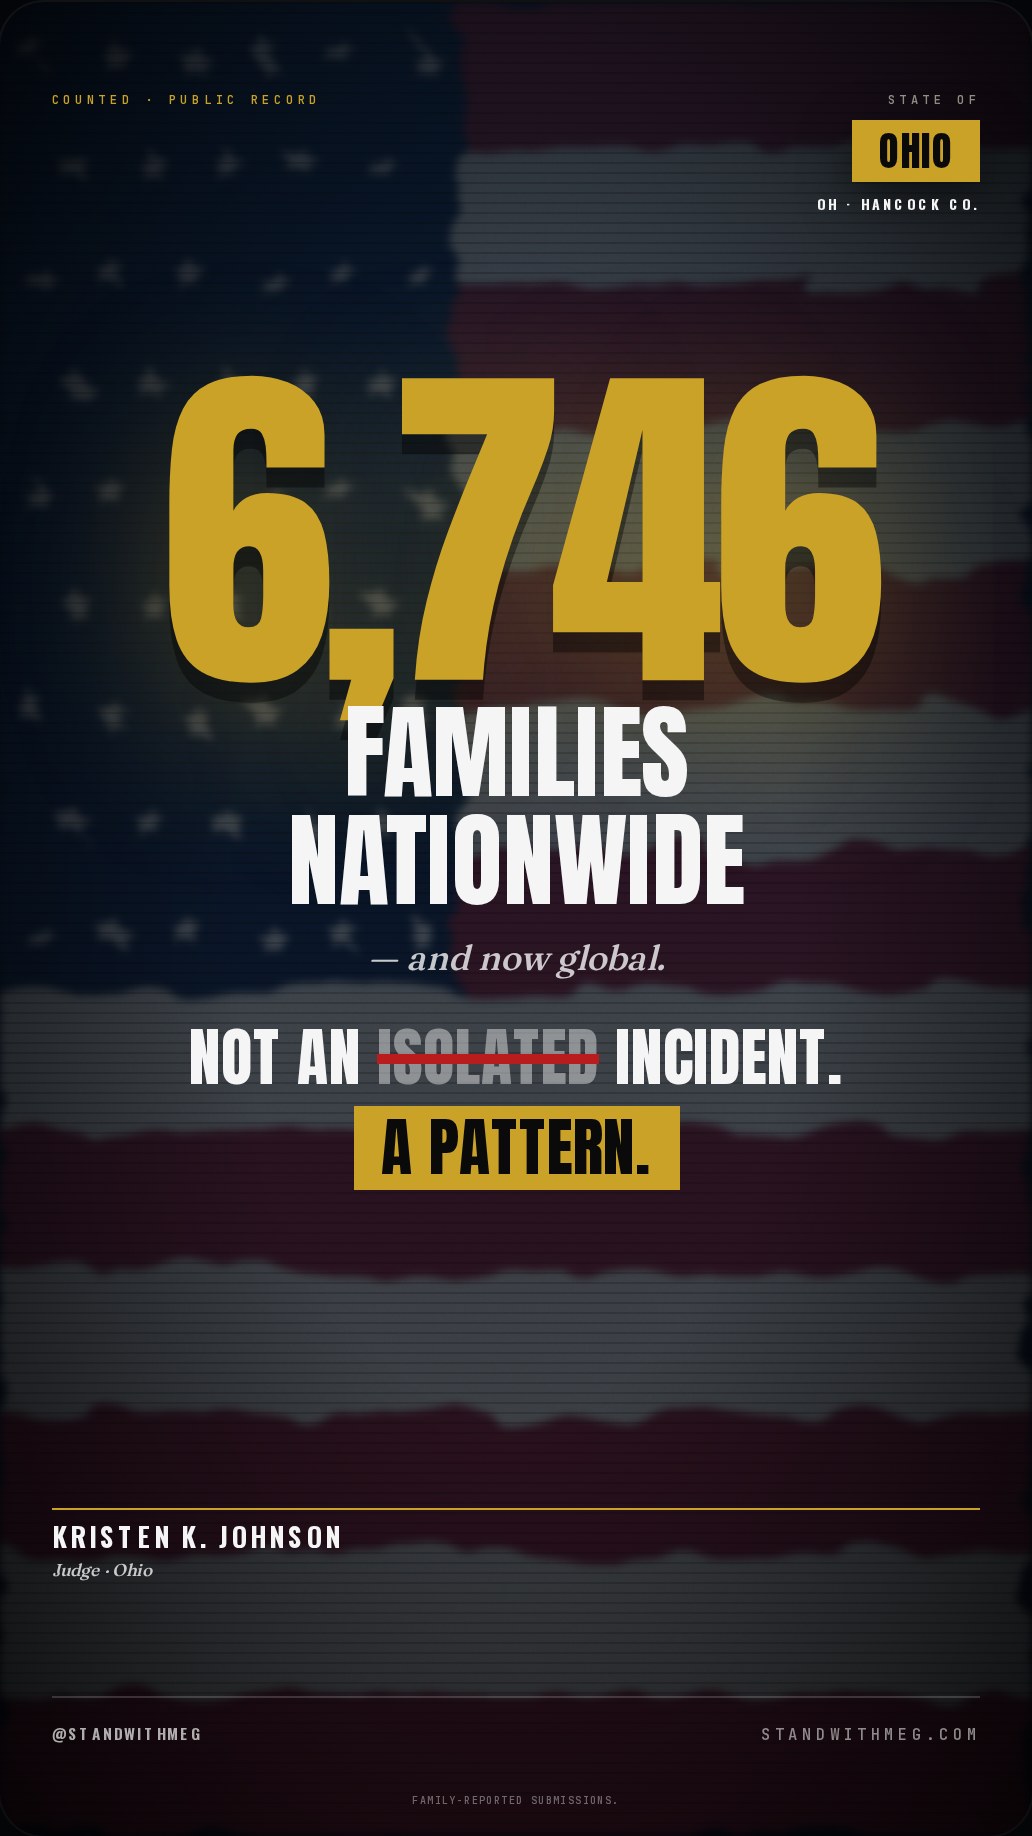 COUNTED · PUBLIC RECORD
STATE OF
OHIO
OH · HANCOCK CO.
6,746
FAMILIES
NATIONWIDE
— and now global.
NOT AN ISOLATED INCIDENT.
A PATTERN.
KRISTEN K. JOHNSON
Judge · Ohio
@STANDWITHMEG
STANDWITHMEG.COM
FAMILY-REPORTED SUBMISSIONS.